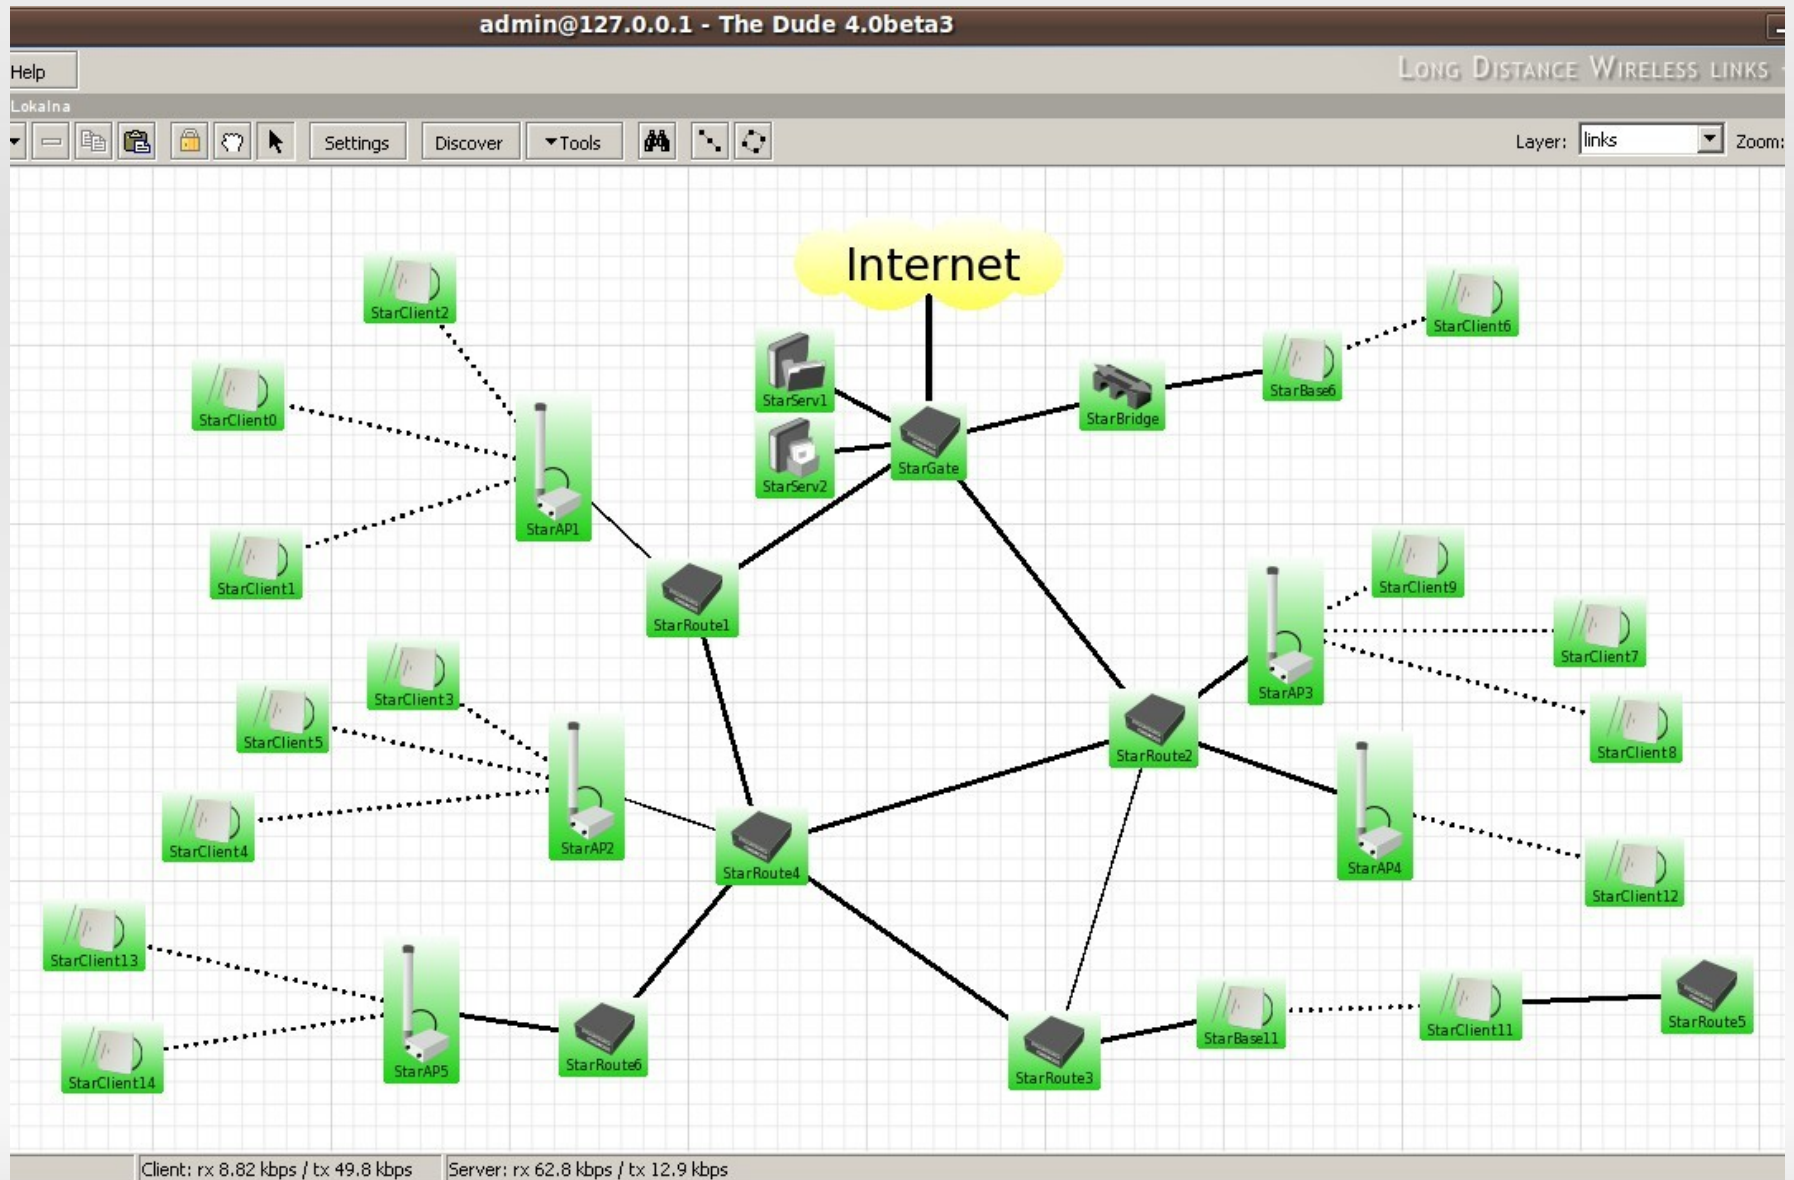 admin@127.0.0.1 - The Dude 4.0beta3
Help
LONG DISTANCE WIRELESS LINKS
Lokalna
Settings
Discover
Tools
Layer:
links
Zoom:
Internet
StarClient2
StarClient6
StarClient0
StarServ1
StarBridge
StarBase6
StarGate
StarServ2
StarAP1
StarClient1
StarClient9
StarRoute1
StarClient7
StarClient3
StarAP3
StarClient5
StarRoute2
StarClient8
StarClient4
StarAP2
StarRoute4
StarAP4
StarClient12
StarClient13
StarRoute5
StarClient11
StarBase11
StarAP5
StarRoute6
StarRoute3
StarClient14
Client: rx 8.82 kbps / tx 49.8 kbps
Server: rx 62.8 kbps / tx 12.9 kbps